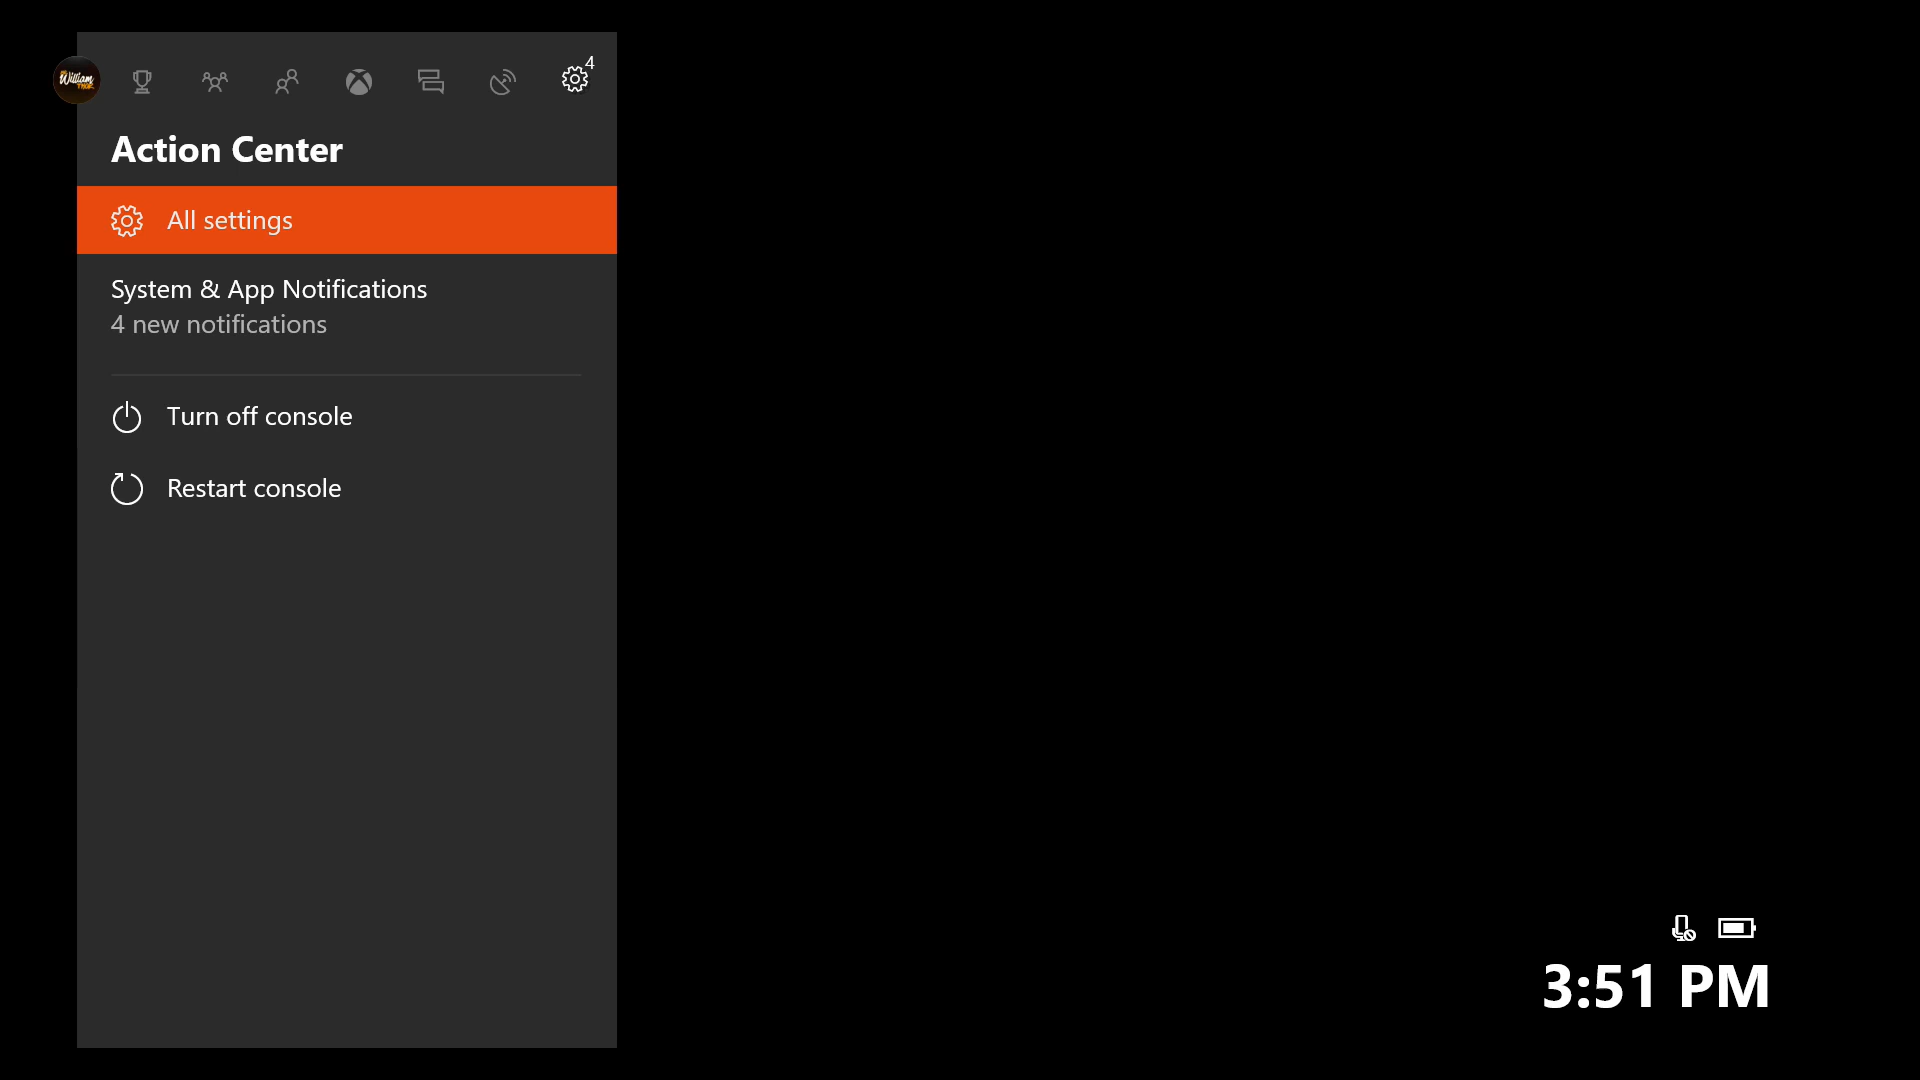 William
4
Action Center
All settings
System & App Notifications
4 new notifications
Turn off console
Restart console
3:51 PM